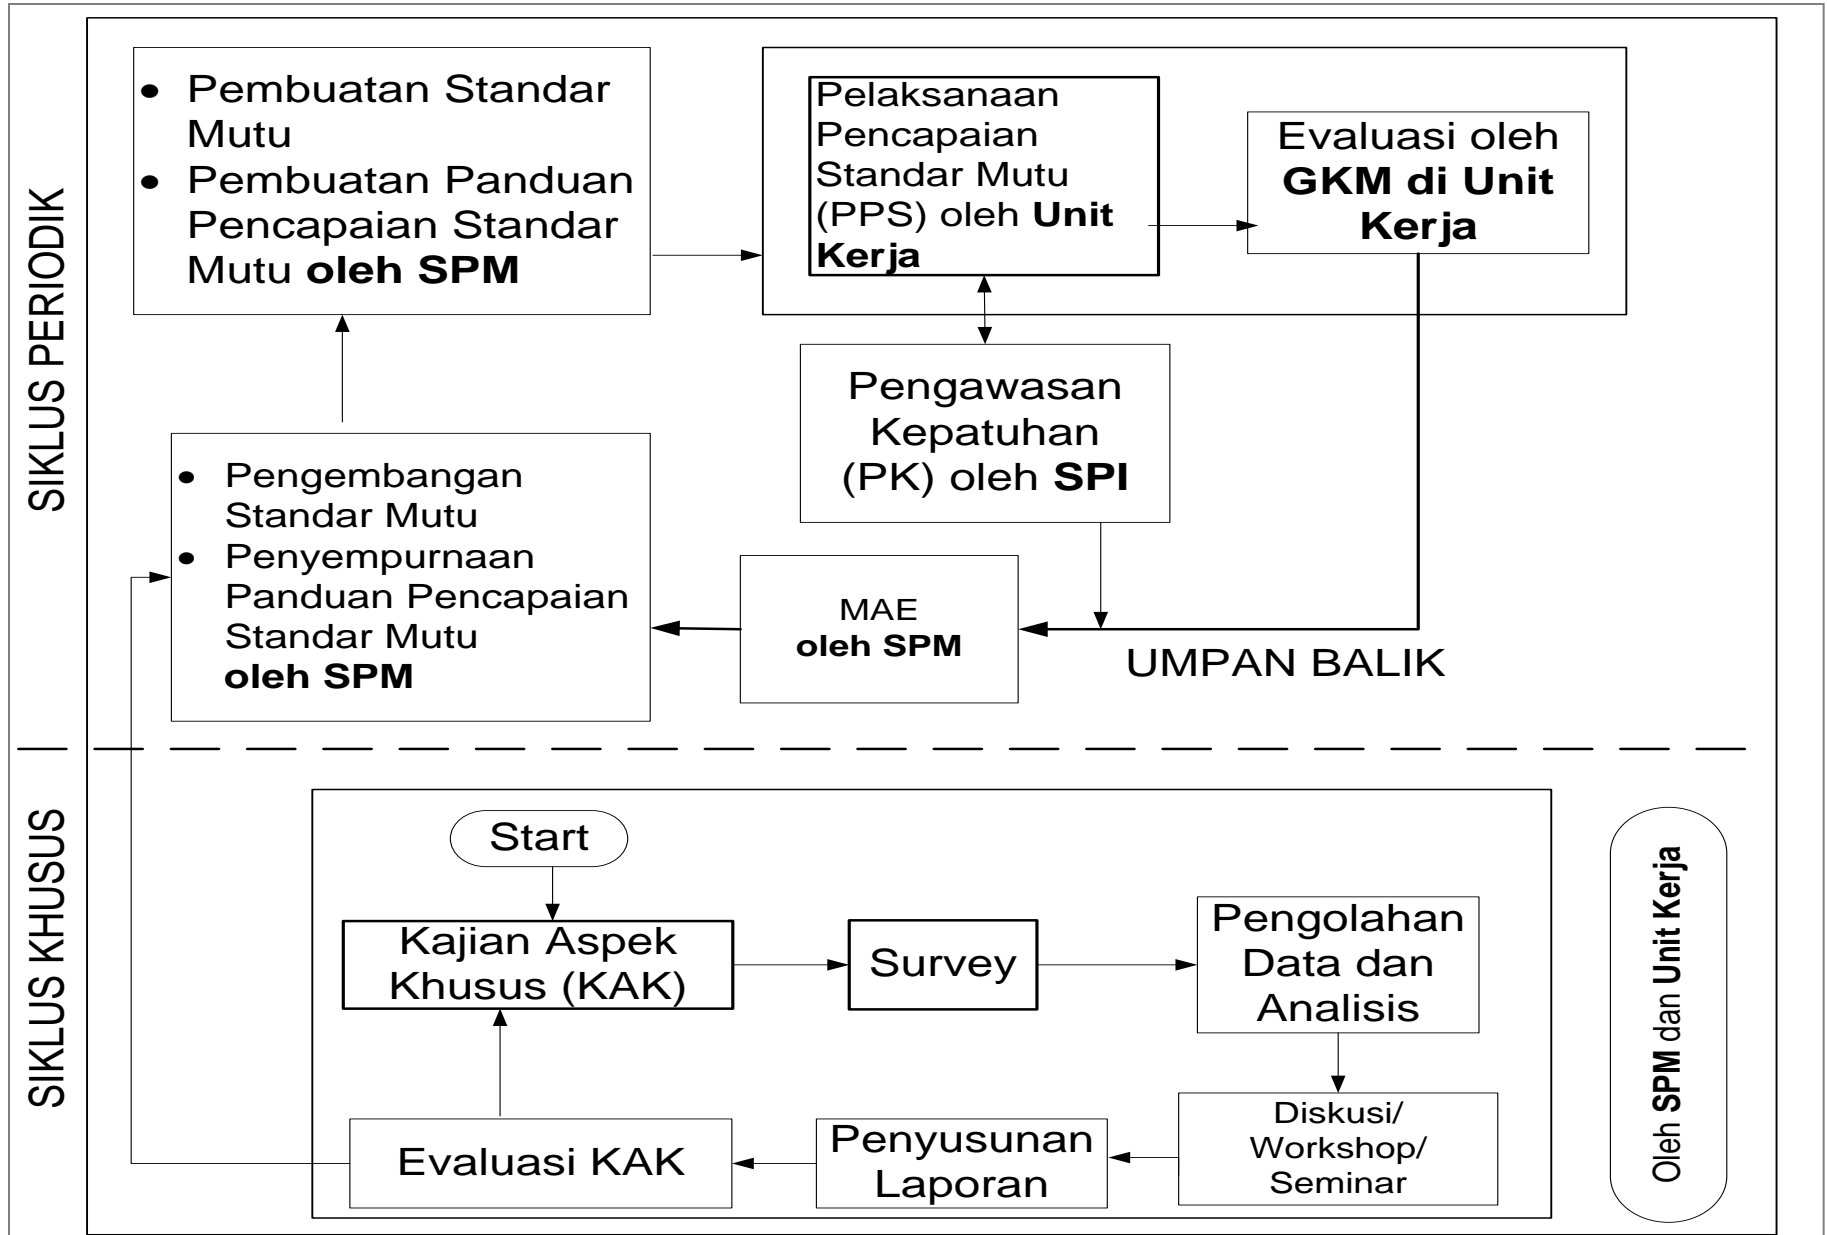 SIKLUS PERIODIK
• Pembuatan Standar
Mutu
• Pembuatan Panduan
Pencapaian Standar
Mutu oleh SPM
Pelaksanaan
Pencapaian
Standar Mutu
(PPS) oleh Unit
Kerja
Evaluasi oleh
GKM di Unit
Kerja
Pengawasan
Kepatuhan
(PK) oleh SPI
• Pengembangan
Standar Mutu
• Penyempurnaan
Panduan Pencapaian
Standar Mutu
oleh SPM
MAE
oleh SPM
UMPAN BALIK
SIKLUS KHUSUS
Start
Kajian Aspek
Khusus (KAK)
Survey
Pengolahan
Data dan
Analisis
Diskusi/
Workshop/
Seminar
Penyusunan
Laporan
Evaluasi KAK
Oleh SPM dan Unit Kerja